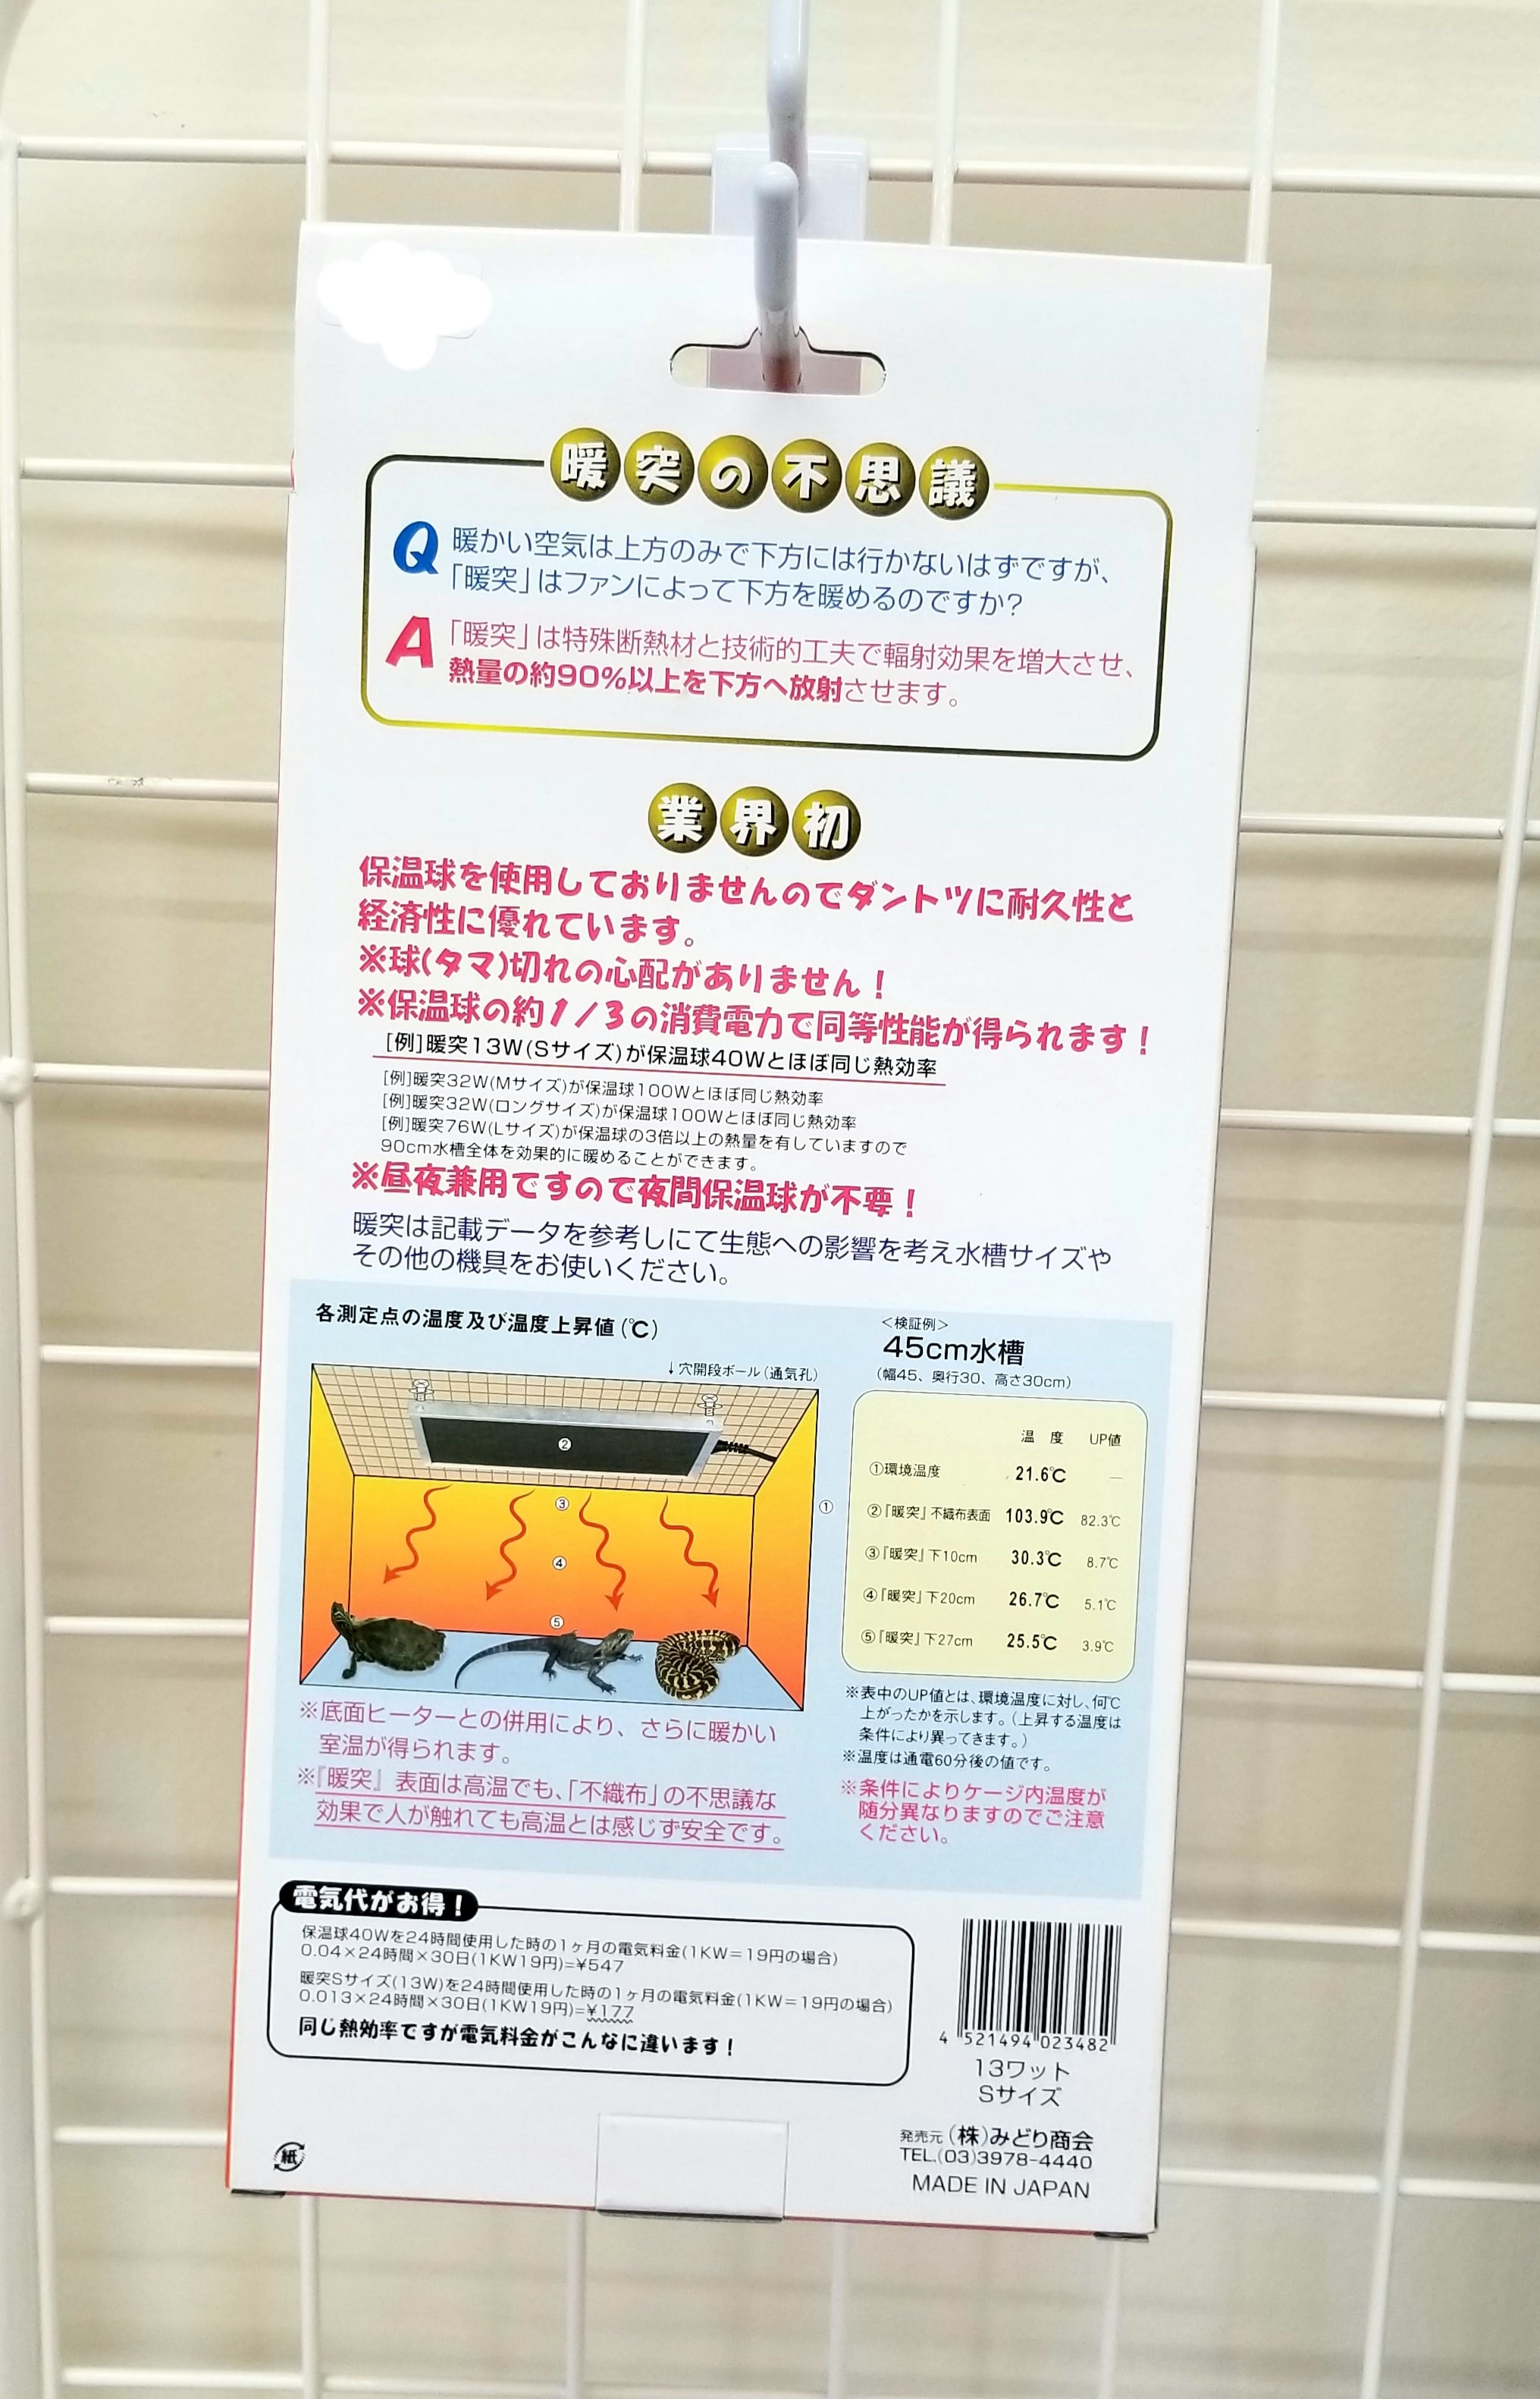 暖突の不思議
Q 暖かい空気は上方のみで下方には行かないはずですが、
「暖突」はファンによって下方を暖めるのですか？
A 「暖突」は特殊断熱材と技術的工夫で輻射効果を増大させ、
熱量の約90%以上を下方へ放射させます。
業界初
保温球を使用しておりませんのでダントツに耐久性と
経済性に優れています。
※球(タマ)切れの心配がありません！
※保温球の約1／3の消費電力で同等性能が得られます！
[例]暖突13W(Sサイズ)が保温球40Wとほぼ同じ熱効率
[例]暖突32W(Mサイズ)が保温球100Wとほぼ同じ熱効率
[例]暖突32W(ロングサイズ)が保温球100Wとほぼ同じ熱効率
[例]暖突76W(Lサイズ)が保温球の3倍以上の熱量を有していますので
90cm水槽全体を効果的に暖めることができます。
※昼夜兼用ですので夜間保温球が不要！
暖突は記載データを参考しにて生態への影響を考え水槽サイズや
その他の機具をお使いください。
各測定点の温度及び温度上昇値(℃)
↓穴開段ボール(通気孔)
②
③
①
④
⑤
＜検証例＞
45cm水槽
(幅45、奥行30、高さ30cm)
温 度 UP値
①環境温度 21.6℃ —
②『暖突』不織布表面 103.9℃ 82.3℃
③『暖突』下10cm 30.3℃ 8.7℃
④『暖突』下20cm 26.7℃ 5.1℃
⑤『暖突』下27cm 25.5℃ 3.9℃
※表中のUP値とは、環境温度に対し、何℃
上がったかを示します。(上昇する温度は
条件により異ってきます。)
※温度は通電60分後の値です。
※条件によりケージ内温度が
随分異なりますのでご注意
ください。
※底面ヒーターとの併用により、さらに暖かい
室温が得られます。
※『暖突』表面は高温でも、「不織布」の不思議な
効果で人が触れても高温とは感じず安全です。
電気代がお得！
保温球40Wを24時間使用した時の1ヶ月の電気料金(1KW＝19円の場合)
0.04×24時間×30日(1KW19円)=¥547
暖突Sサイズ(13W)を24時間使用した時の1ヶ月の電気料金(1KW＝19円の場合)
0.013×24時間×30日(1KW19円)=¥177
同じ熱効率ですが電気料金がこんなに違います！
4 521494 023482
13ワット
Sサイズ
紙
発売元 (株)みどり商会
TEL.(03)3978-4440
MADE IN JAPAN